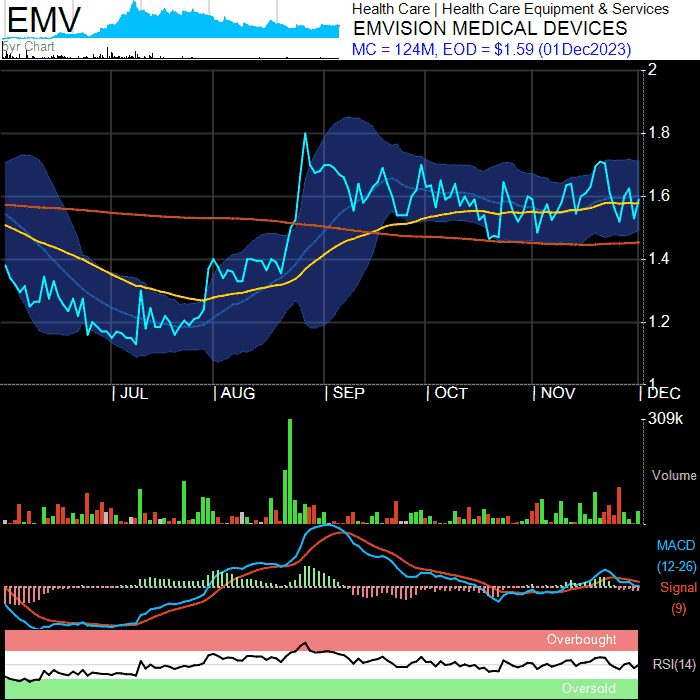 EMV
5yr Chart
Health Care | Health Care Equipment & Services
EMVISION MEDICAL DEVICES
MC = 124M, EOD = $1.59 (01Dec2023)
2
1.8
1.6
1.4
1.2
1
| JUL
| AUG
| SEP
| OCT
| NOV
| DEC
309k
Volume
MACD
(12-26)
Signal
(9)
Overbought
RSI(14)
Oversold